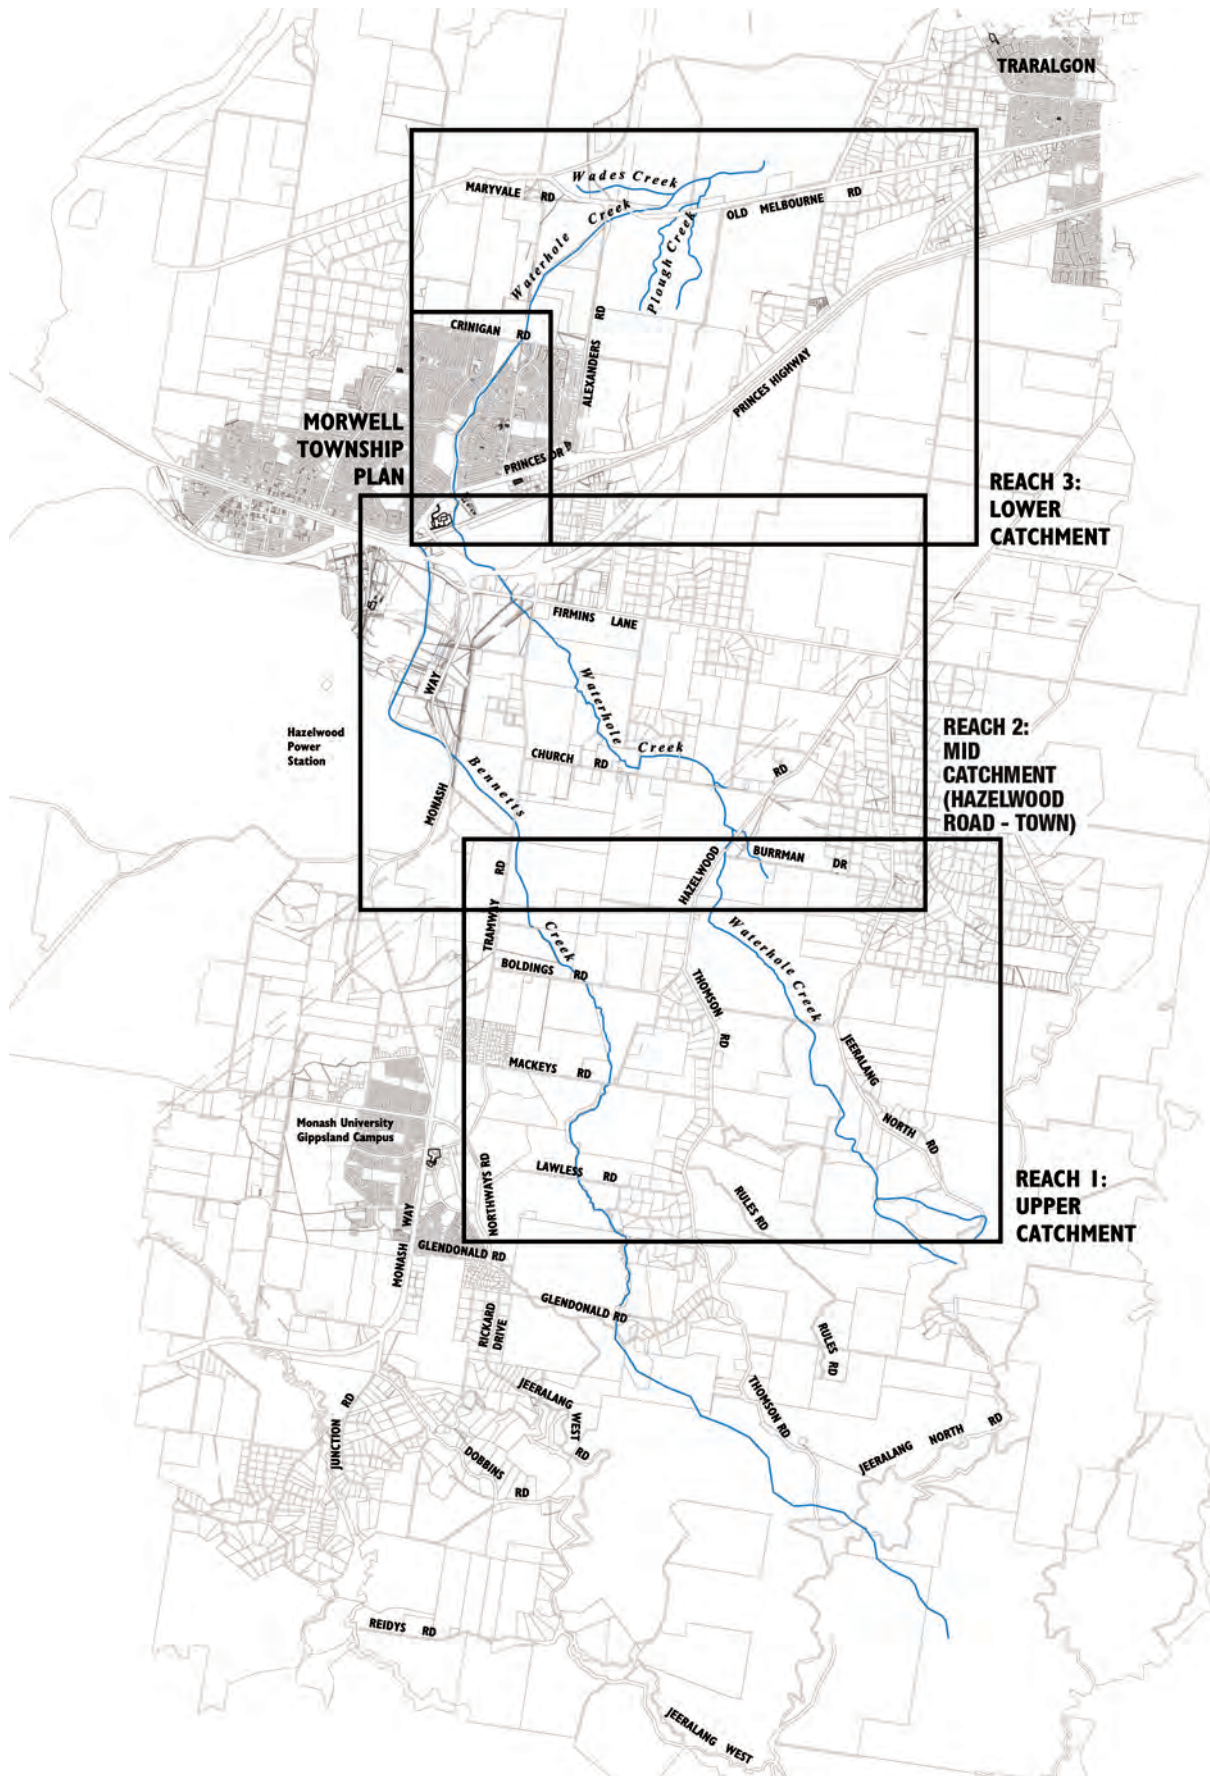 TRARALGON
Wades Creek
MARYVALE RD
Waterhole Creek
OLD MELBOURNE RD
Plough Creek
CRINIGAN RD
ALEXANDERS RD
PRINCES HIGHWAY
MORWELL
TOWNSHIP
PLAN
PRINCES DR
REACH 3:
LOWER
CATCHMENT
FIRMINS LANE
WAY
Waterhole Creek
Hazelwood
Power
Station
REACH 2:
MID
CATCHMENT
(HAZELWOOD
ROAD - TOWN)
CHURCH RD
RD
Bennetts
MONASH
BURRMAN DR
HAZELWOOD
TRAMWAY RD
Creek
Waterhole Creek
BOLDINGS RD
THOMSON RD
JEERALANG
MACKEYS RD
Monash University
Gippsland Campus
NORTH RD
NORTHWAYS RD
LAWLESS RD
RULES RD
REACH 1:
UPPER
CATCHMENT
MONASH WAY
GLENDONALD RD
GLENDONALD RD
RICKARD
DRIVE
RULES RD
JEERALANG WEST RD
THOMSON RD
JUNCTION RD
JEERALANG NORTH RD
DOBBINS RD
REIDYS RD
JEERALANG WEST